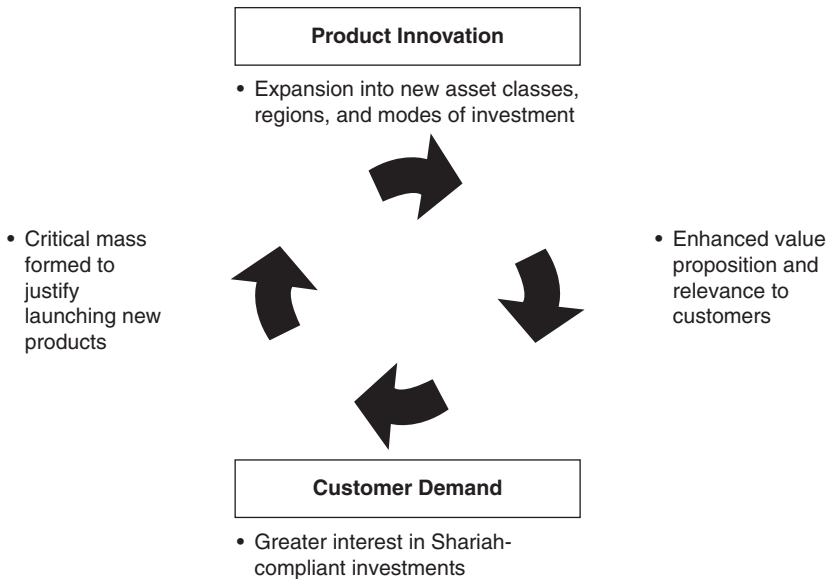 Product Innovation
• Expansion into new asset classes,
regions, and modes of investment
• Critical mass
formed to
justify
launching new
products
• Enhanced value
proposition and
relevance to
customers
Customer Demand
• Greater interest in Shariah-
compliant investments